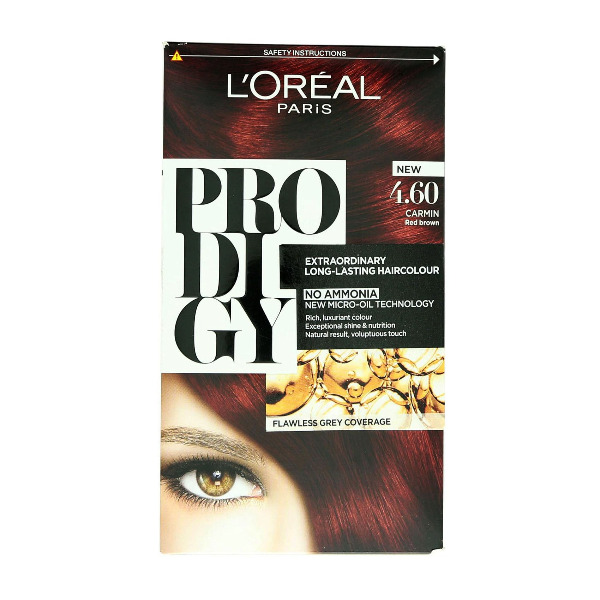 SAFETY INSTRUCTIONS
L'ORÉAL
PARiS
NEW
4.60
CARMIN
Red brown
PRO
DI
GY
EXTRAORDiNARY
LONG-LASTING HAIRCOLOUR
NO AMMONIA
NEW MICRO-OIL TECHNOLOGY
Rich, luxuriant colour
Exceptional shine & nutrition
Natural result, voluptuous touch
FLAWLESS GREY COVERAGE